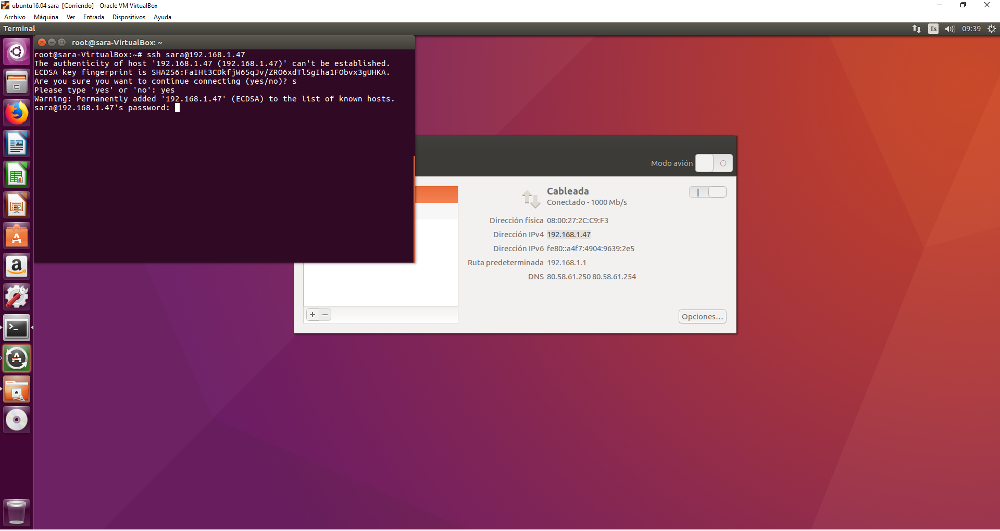 ubuntu16.04 sara [Corriendo] - Oracle VM VirtualBox
Archivo Máquina Ver Entrada Dispositivos Ayuda
Terminal Es 09:39
root@sara-VirtualBox: ~
root@sara-VirtualBox:~# ssh sara@192.168.1.47
The authenticity of host '192.168.1.47 (192.168.1.47)' can't be established.
ECDSA key fingerprint is SHA256:FaIHt3CDkfjW65qJv/ZRO6xdTl5gIha1FObvx3gUHKA.
Are you sure you want to continue connecting (yes/no)? s
Please type 'yes' or 'no': yes
Warning: Permanently added '192.168.1.47' (ECDSA) to the list of known hosts.
sara@192.168.1.47's password:
Modo avión
Cableada
Conectado - 1000 Mb/s
Dirección física 08:00:27:2C:C9:F3
Dirección IPv4 192.168.1.47
Dirección IPv6 fe80::a4f7:4904:9639:2e5
Ruta predeterminada 192.168.1.1
DNS 80.58.61.250 80.58.61.254
Opciones...